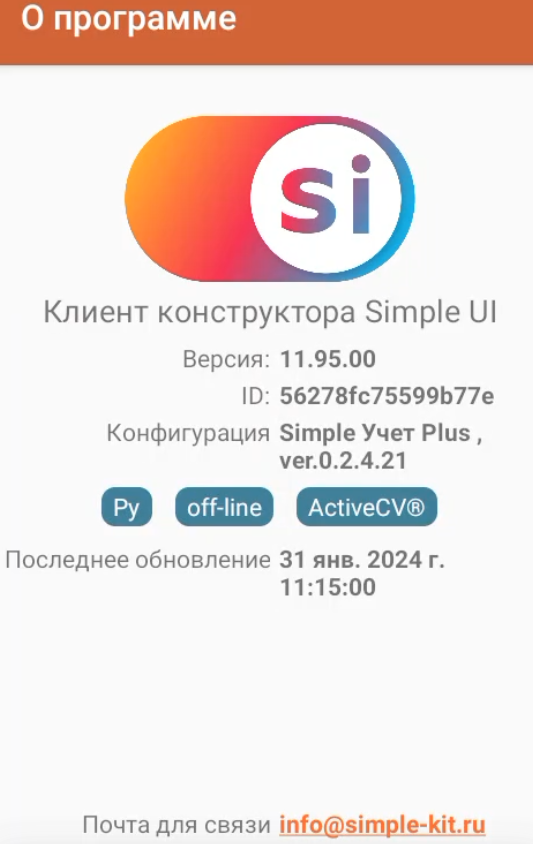 О программе
Si
Клиент конструктора Simple UI
Версия: 11.95.00
ID: 56278fc75599b77e
Конфигурация Simple Учет Plus ,
ver.0.2.4.21
Py off-line ActiveCV®
Последнее обновление 31 янв. 2024 г.
11:15:00
Почта для связи info@simple-kit.ru